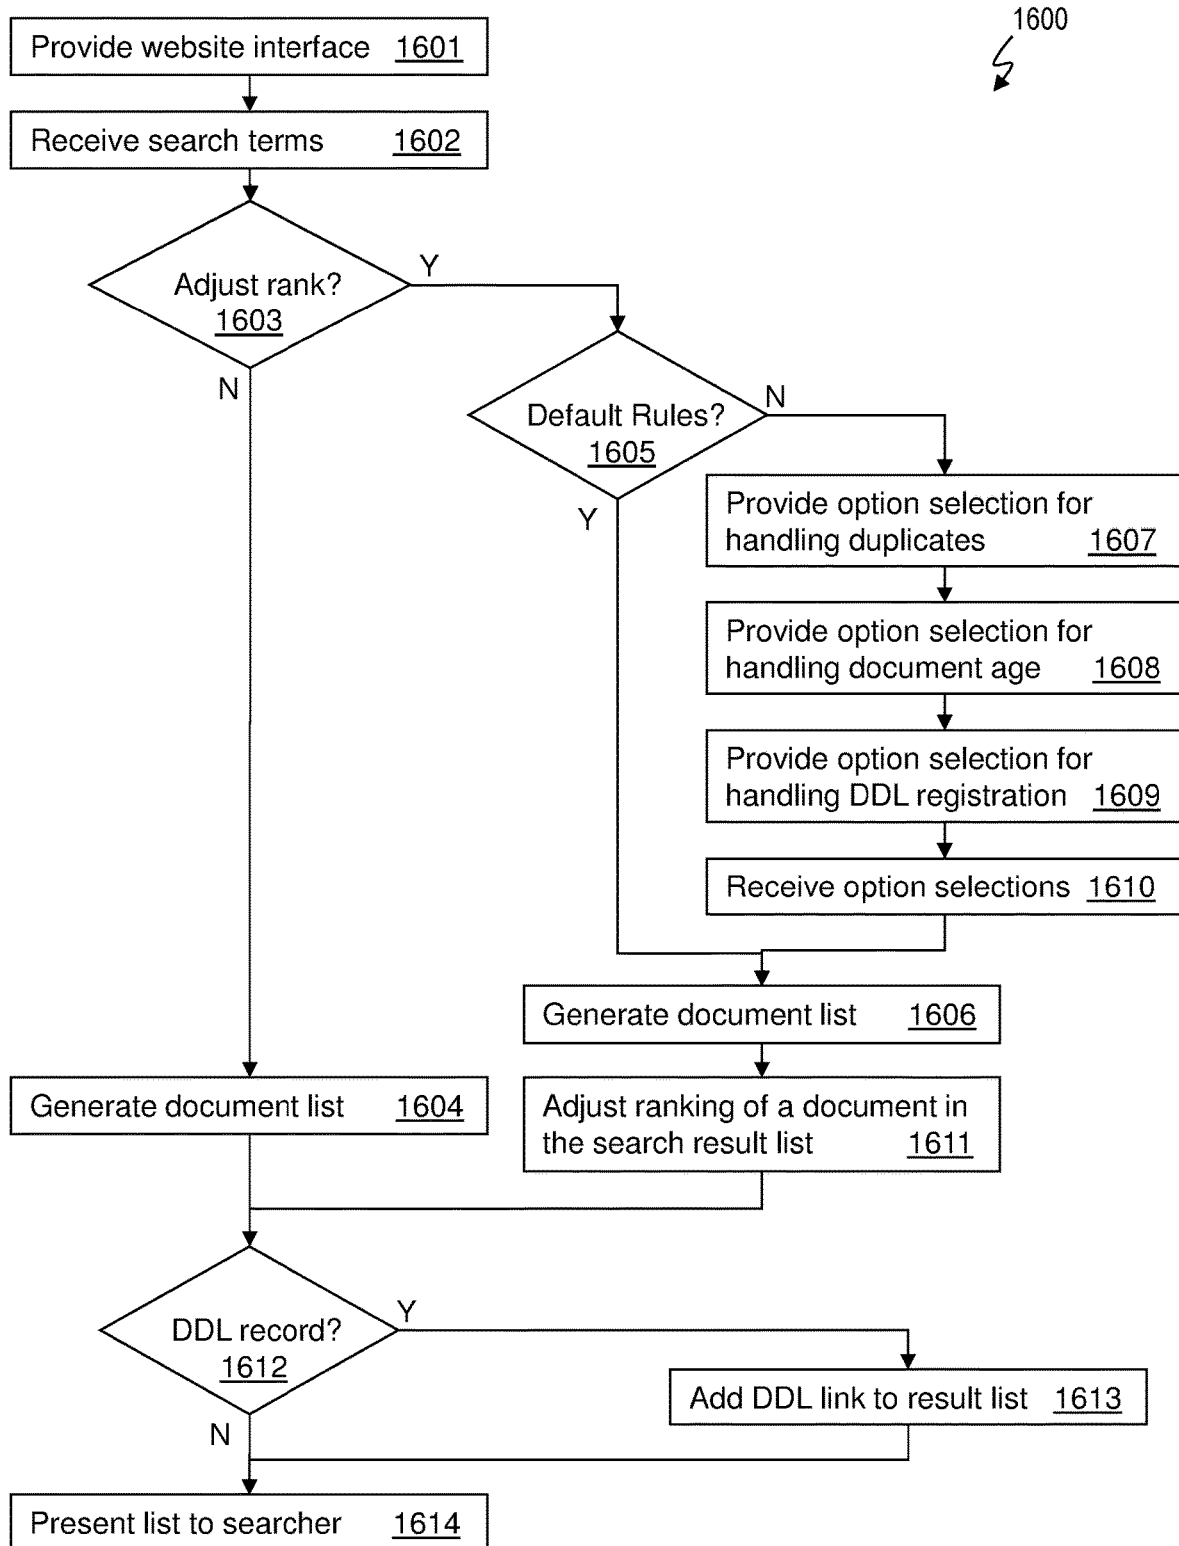 1600
Provide website interface 1601
Receive search terms 1602
Adjust rank?
1603
Y
N
Default Rules?
1605
N
Y
Provide option selection for
handling duplicates 1607
Provide option selection for
handling document age 1608
Provide option selection for
handling DDL registration 1609
Receive option selections 1610
Generate document list 1606
Generate document list 1604
Adjust ranking of a document in
the search result list 1611
DDL record?
1612
Y
N
Add DDL link to result list 1613
Present list to searcher 1614